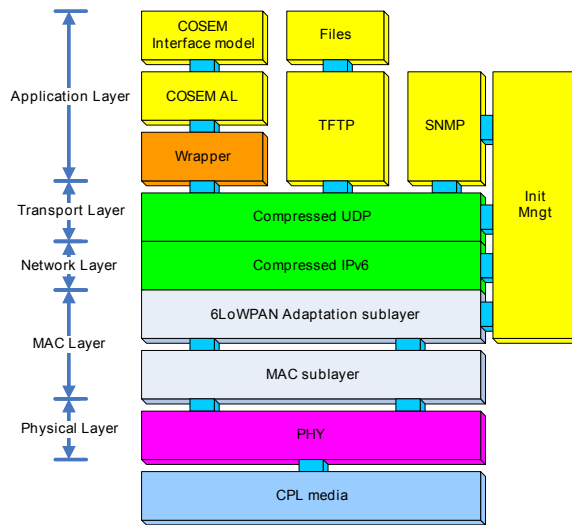 COSEM
Interface model
Files
Application Layer
COSEM AL
TFTP
SNMP
Wrapper
Init
Mngt
Transport Layer
Compressed UDP
Network Layer
Compressed IPv6
6LoWPAN Adaptation sublayer
MAC Layer
MAC sublayer
Physical Layer
PHY
CPL media